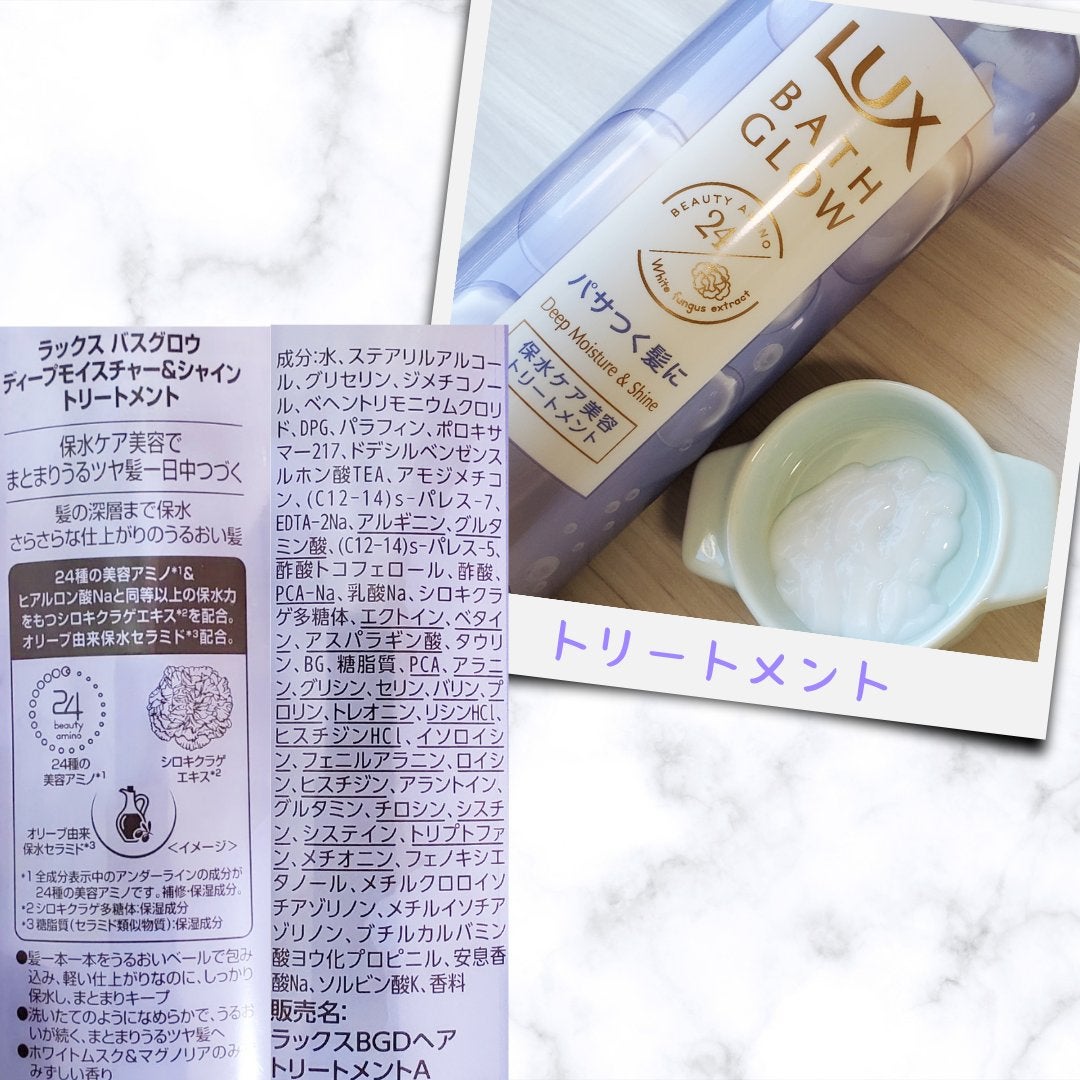 LUX
BATH
GLOW
BEAUTY AMINO
24
White fungus extract
パサつく髪に
Deep Moisture & Shine
保水ケア美容
トリートメント
トリートメント
ラックス バスグロウ
ディープモイスチャー&シャイン
トリートメント
保水ケア美容で
まとまりうるツヤ髪一日中つづく
髪の深層まで保水
さらさらな仕上がりのうるおい髪
24種の美容アミノ*1&
ヒアルロン酸Naと同等以上の保水力
をもつシロキクラゲエキス*2を配合。
オリーブ由来保水セラミド*3配合。
24
beauty
amino
24種の
美容アミノ*1
シロキクラゲ
エキス*2
オリーブ由来
保水セラミド*3
<イメージ>
*1 全成分表示中のアンダーラインの成分が
24種の美容アミノです。補修・保湿成分。
*2 シロキクラゲ多糖体:保湿成分
*3 糖脂質(セラミド類似物質):保湿成分
●髪一本一本をうるおいベールで包み
込み、軽い仕上がりなのに、しっかり
保水し、まとまりキープ
●洗いたてのようになめらかで、うるお
いが続く、まとまりうるツヤ髪へ
●ホワイトムスク&マグノリアのみず
みずしい香り
成分:水、ステアリルアルコー
ル、グリセリン、ジメチコノー
ル、ベヘントリモニウムクロリ
ド、DPG、パラフィン、ポロキサ
マー217、ドデシルベンゼンス
ルホン酸TEA、アモジメチコ
ン、(C12-14)s-パレス-7、
EDTA-2Na、アルギニン、グルタ
ミン酸、(C12-14)s-パレス-5、
酢酸トコフェロール、酢酸、
PCA-Na、乳酸Na、シロキクラ
ゲ多糖体、エクトイン、ベタイ
ン、アスパラギン酸、タウリ
ン、BG、糖脂質、PCA、アラニ
ン、グリシン、セリン、バリン、プ
ロリン、トレオニン、リシンHCl、
ヒスチジンHCl、イソロイシ
ン、フェニルアラニン、ロイシ
ン、ヒスチジン、アラントイン、
グルタミン、チロシン、シスチ
ン、システイン、トリプトファ
ン、メチオニン、フェノキシエ
タノール、メチルクロロイソ
チアゾリノン、メチルイソチア
ゾリノン、ブチルカルバミン
酸ヨウ化プロピニル、安息香
酸Na、ソルビン酸K、香料
販売名:
ラックスBGDヘア
トリートメントA